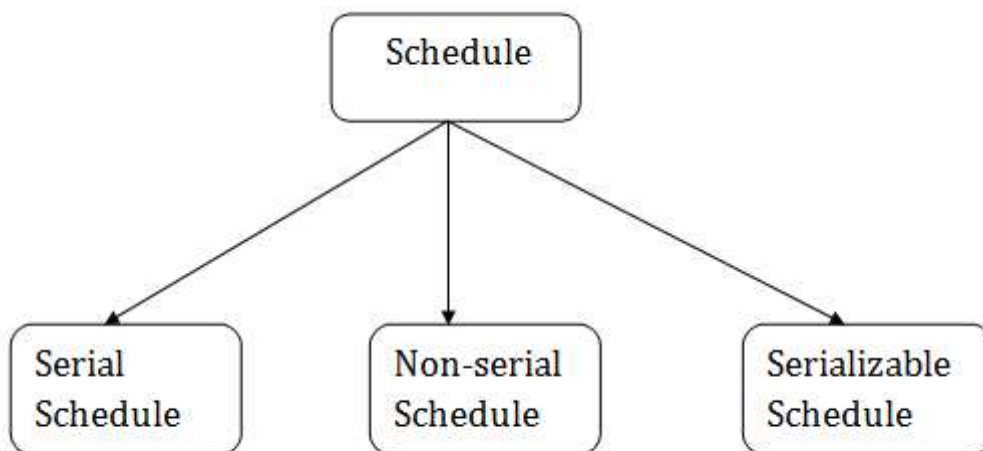 Schedule
Serial
Schedule
Non-serial
Schedule
Serializable
Schedule